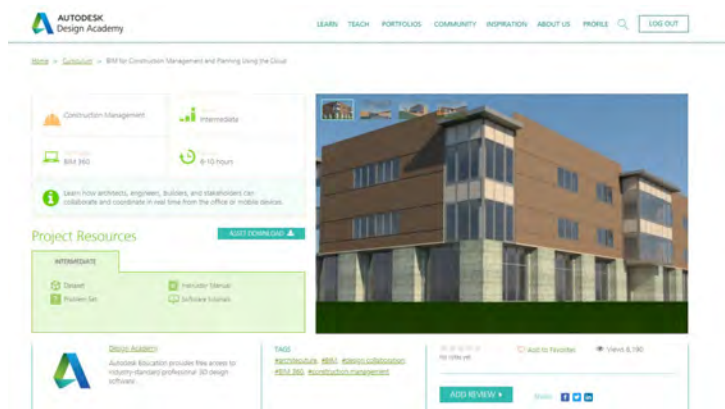 AUTODESK
Design Academy
LEARN TEACH PORTFOLIOS COMMUNITY INSPIRATION ABOUT US PROFILE LOG OUT
Home » Curriculum » BIM for Construction Management and Planning Using the Cloud
Construction Management
Intermediate
BIM 360
6-10 hours
Learn how architects, engineers, builders, and stakeholders can
collaborate and coordinate in real time from the office or mobile devices.
Project Resources
ASSET DOWNLOAD
INTERMEDIATE
Dataset
Instructor Manual
Problem Set
Software tutorials
Design Academy
Autodesk Education provides free access to
industry-standard professional 3D design
software.
TAGS
#architecture, #BIM, #design collaboration,
#BIM 360, #construction management
No votes yet
Add to Favorites
Views 8,190
ADD REVIEW